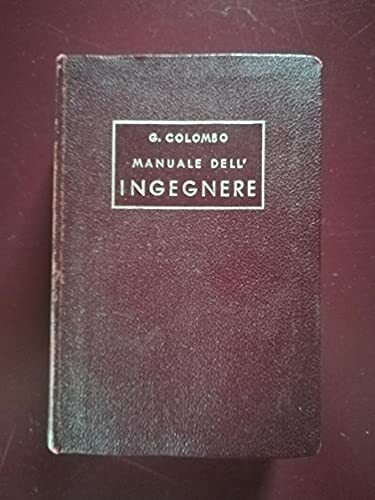 G. COLOMBO
MANUALE DELL'
INGEGNERE